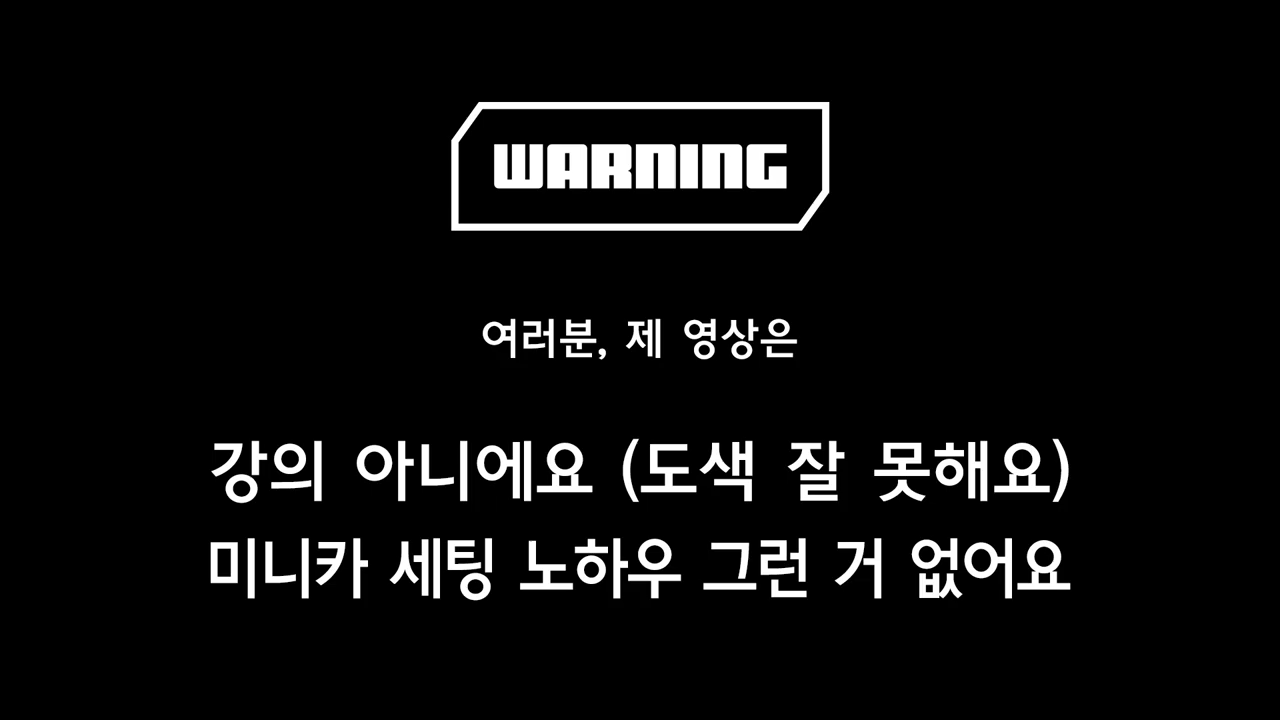 WARNING
여러분, 제 영상은
강의 아니에요 (도색 잘 못해요)
미니카 세팅 노하우 그런 거 없어요